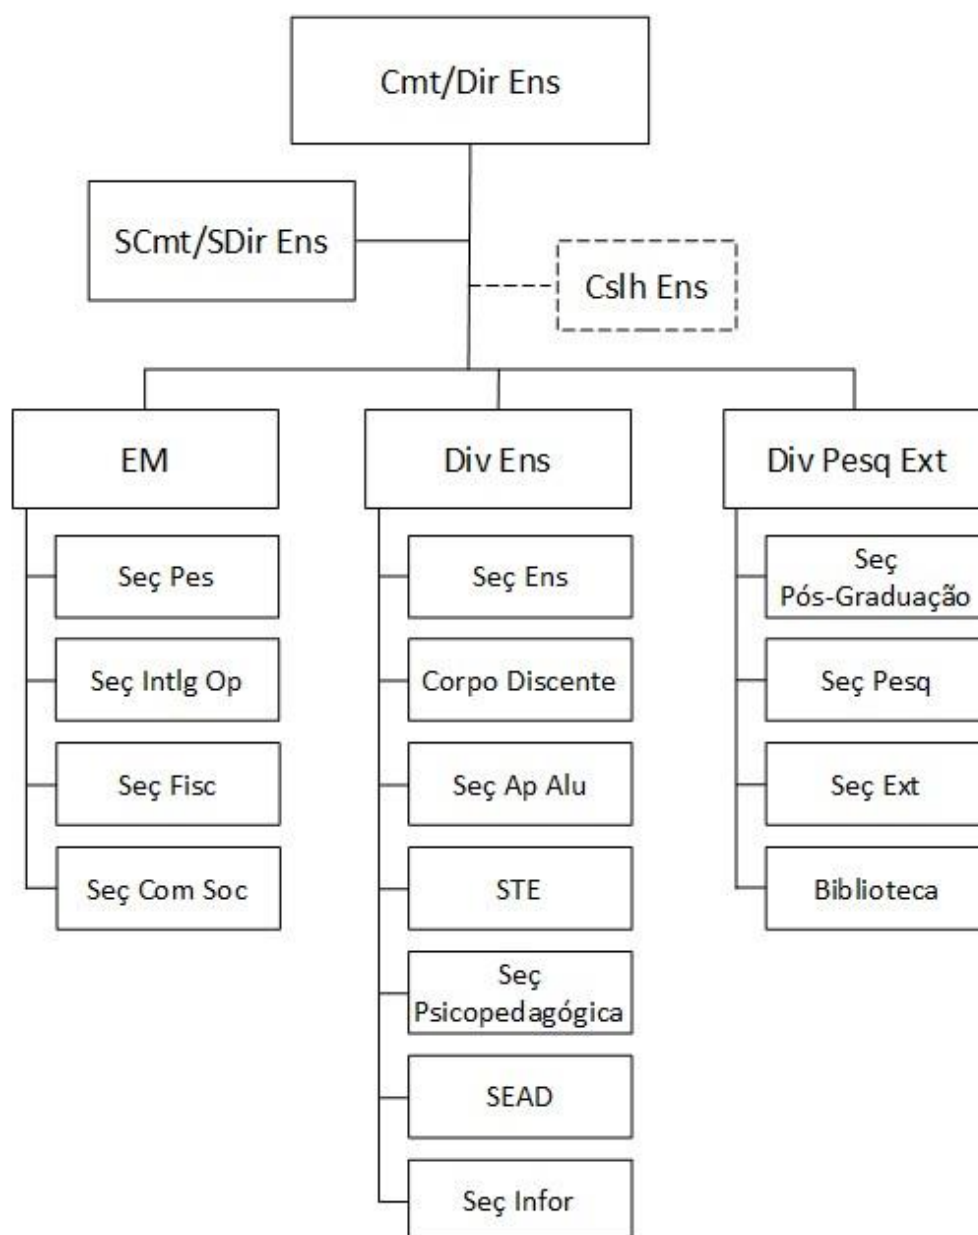 Cmt/Dir Ens
SCmt/SDir Ens
Cslh Ens
EM
Seç Pes
Seç Intlg Op
Seç Fisc
Seç Com Soc
Div Ens
Seç Ens
Corpo Discente
Seç Ap Alu
STE
Seç
Psicopedagógica
SEAD
Seç Infor
Div Pesq Ext
Seç
Pós-Graduação
Seç Pesq
Seç Ext
Biblioteca